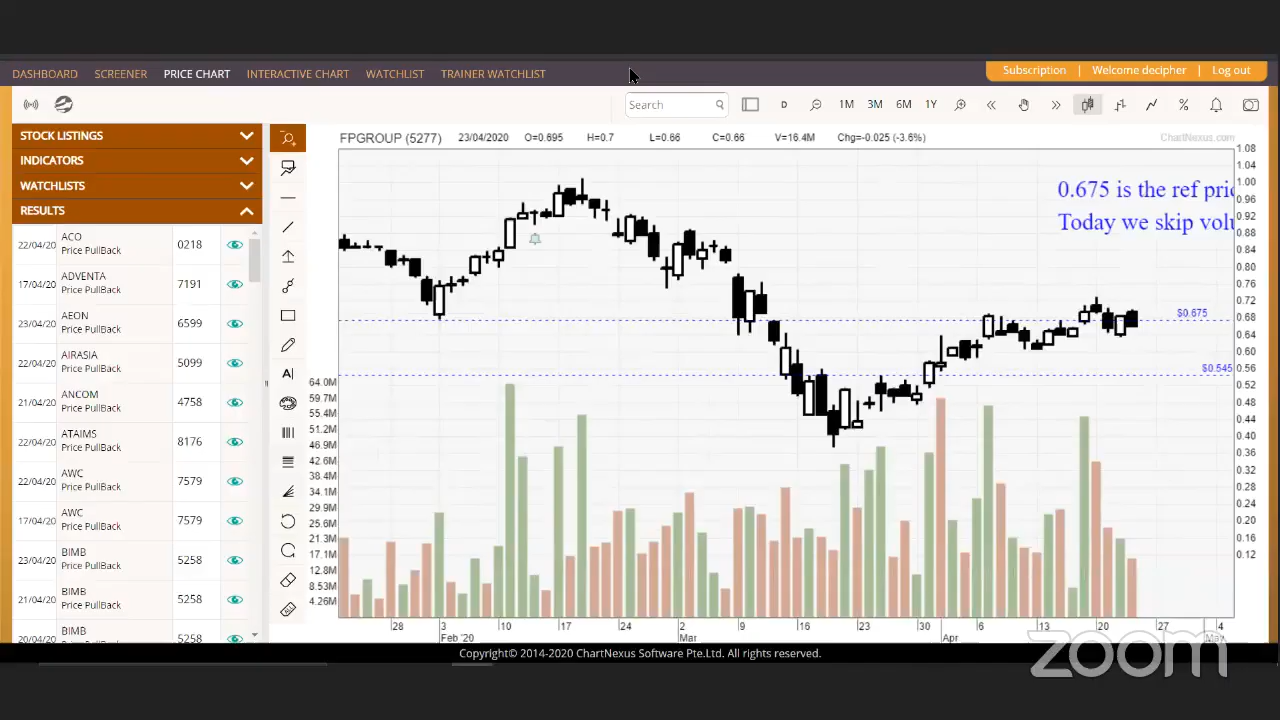 DASHBOARD SCREENER PRICE CHART INTERACTIVE CHART WATCHLIST TRAINER WATCHLIST
Subscription | Welcome decipher | Log out
Search D 1M 3M 6M 1Y %
STOCK LISTINGS
INDICATORS
WATCHLISTS
RESULTS
22/04/20 ACO 0218
Price PullBack
17/04/20 ADVENTA 7191
Price PullBack
23/04/20 AEON 6599
Price PullBack
22/04/20 AIRASIA 5099
Price PullBack
21/04/20 ANCOM 4758
Price PullBack
22/04/20 ATAIMS 8176
Price PullBack
22/04/20 AWC 7579
Price PullBack
17/04/20 AWC 7579
Price PullBack
23/04/20 BIMB 5258
Price PullBack
21/04/20 BIMB 5258
Price PullBack
20/04/20 BIMB 5258
A
FPGROUP (5277) 23/04/2020 O=0.695 H=0.7 L=0.66 C=0.66 V=16.4M Chg=-0.025 (-3.6%)
ChartNexus.com
0.675 is the ref pric
Today we skip volu
$0.675
$0.545
1.08
1.04
1.00
0.96
0.92
0.88
0.84
0.80
0.76
0.72
0.68
0.64
0.60
0.56
0.52
0.48
0.44
0.40
0.36
0.32
0.28
0.24
0.20
0.16
0.12
64.0M
59.7M
55.4M
51.2M
46.9M
42.6M
38.4M
34.1M
29.9M
25.6M
21.3M
17.1M
12.8M
8.53M
4.26M
28 3 10 17 24 2 9 16 23 30 6 13 20 27 4
Feb '20 Mar Apr May
Copyright© 2014-2020 ChartNexus Software Pte.Ltd. All rights reserved.
zoom